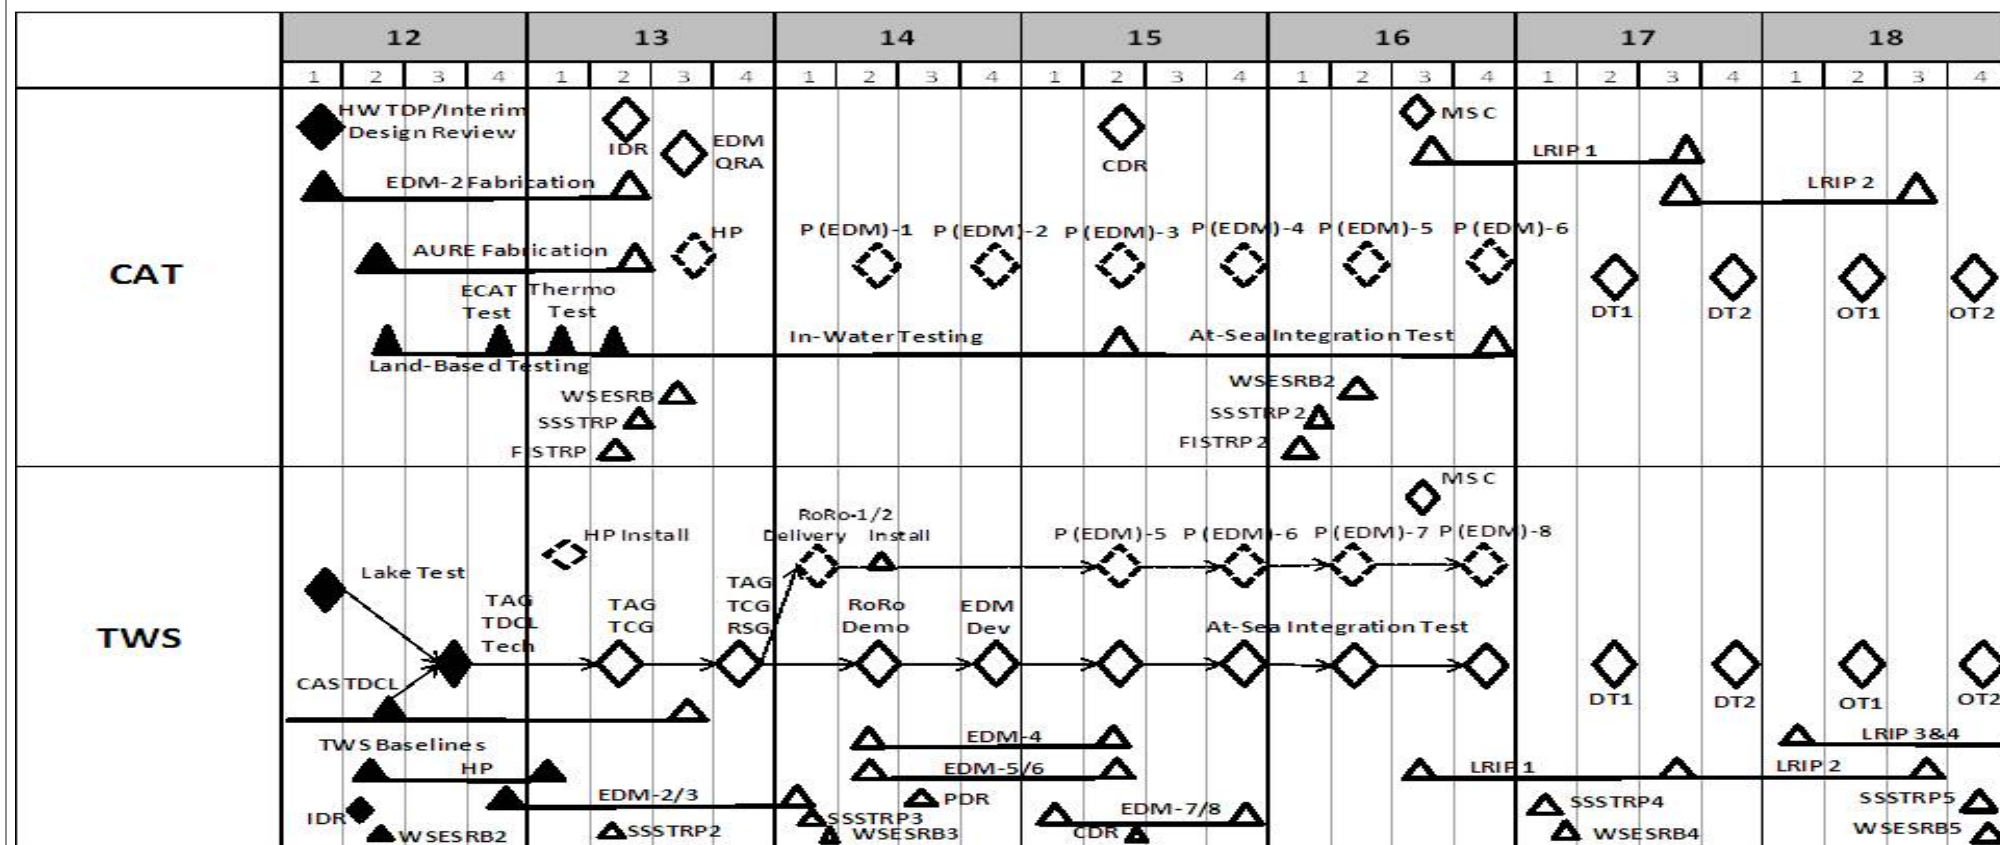 12 13 14 15 16 17 18
1 2 3 4 1 2 3 4 1 2 3 4 1 2 3 4 1 2 3 4 1 2 3 4 1 2 3 4
CAT
HW TDP/Interim
Design Review
IDR
EDM
QRA
CDR
MSC
LRIP 1
EDM-2 Fabrication
LRIP 2
AURE Fabrication
HP
P(EDM)-1 P(EDM)-2 P(EDM)-3 P(EDM)-4 P(EDM)-5 P(EDM)-6
ECAT Thermo
Test Test
DT1 DT2 OT1 OT2
In-Water Testing
At-Sea Integration Test
Land-Based Testing
WSESRB
SSSTRP
FISTRP
WSESRB2
SSSTRP 2
FISTRP 2
TWS
MSC
RoRo-1/2
Delivery Install
HP Install
P(EDM)-5 P(EDM)-6 P(EDM)-7 P(EDM)-8
Lake Test
TAG
TDCL
Tech
TAG
TCG
TAG
TCG
RSG
RoRo
Demo
EDM
Dev
At-Sea Integration Test
CASTDCL
DT1 DT2 OT1 OT2
TWS Baselines
EDM-4
LRIP 3&4
HP
EDM-5/6
LRIP 1
LRIP 2
EDM-2/3
PDR
EDM-7/8
SSSTRP4
SSSTRP5
IDR
WSESRB2
SSSTRP2
SSSTRP3
WSESRB3
CDR
WSESRB4
WSESRB5